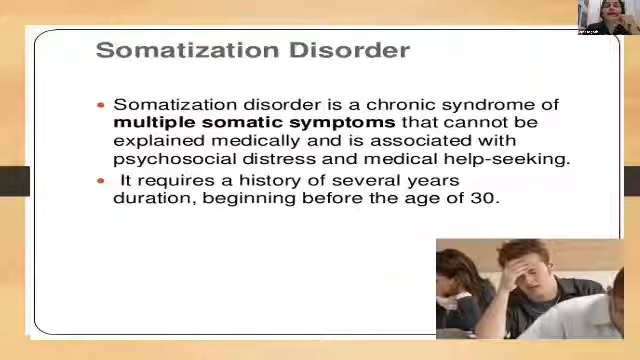 Somatization Disorder
• Somatization disorder is a chronic syndrome of
multiple somatic symptoms that cannot be
explained medically and is associated with
psychosocial distress and medical help-seeking.
• It requires a history of several years
duration, beginning before the age of 30.